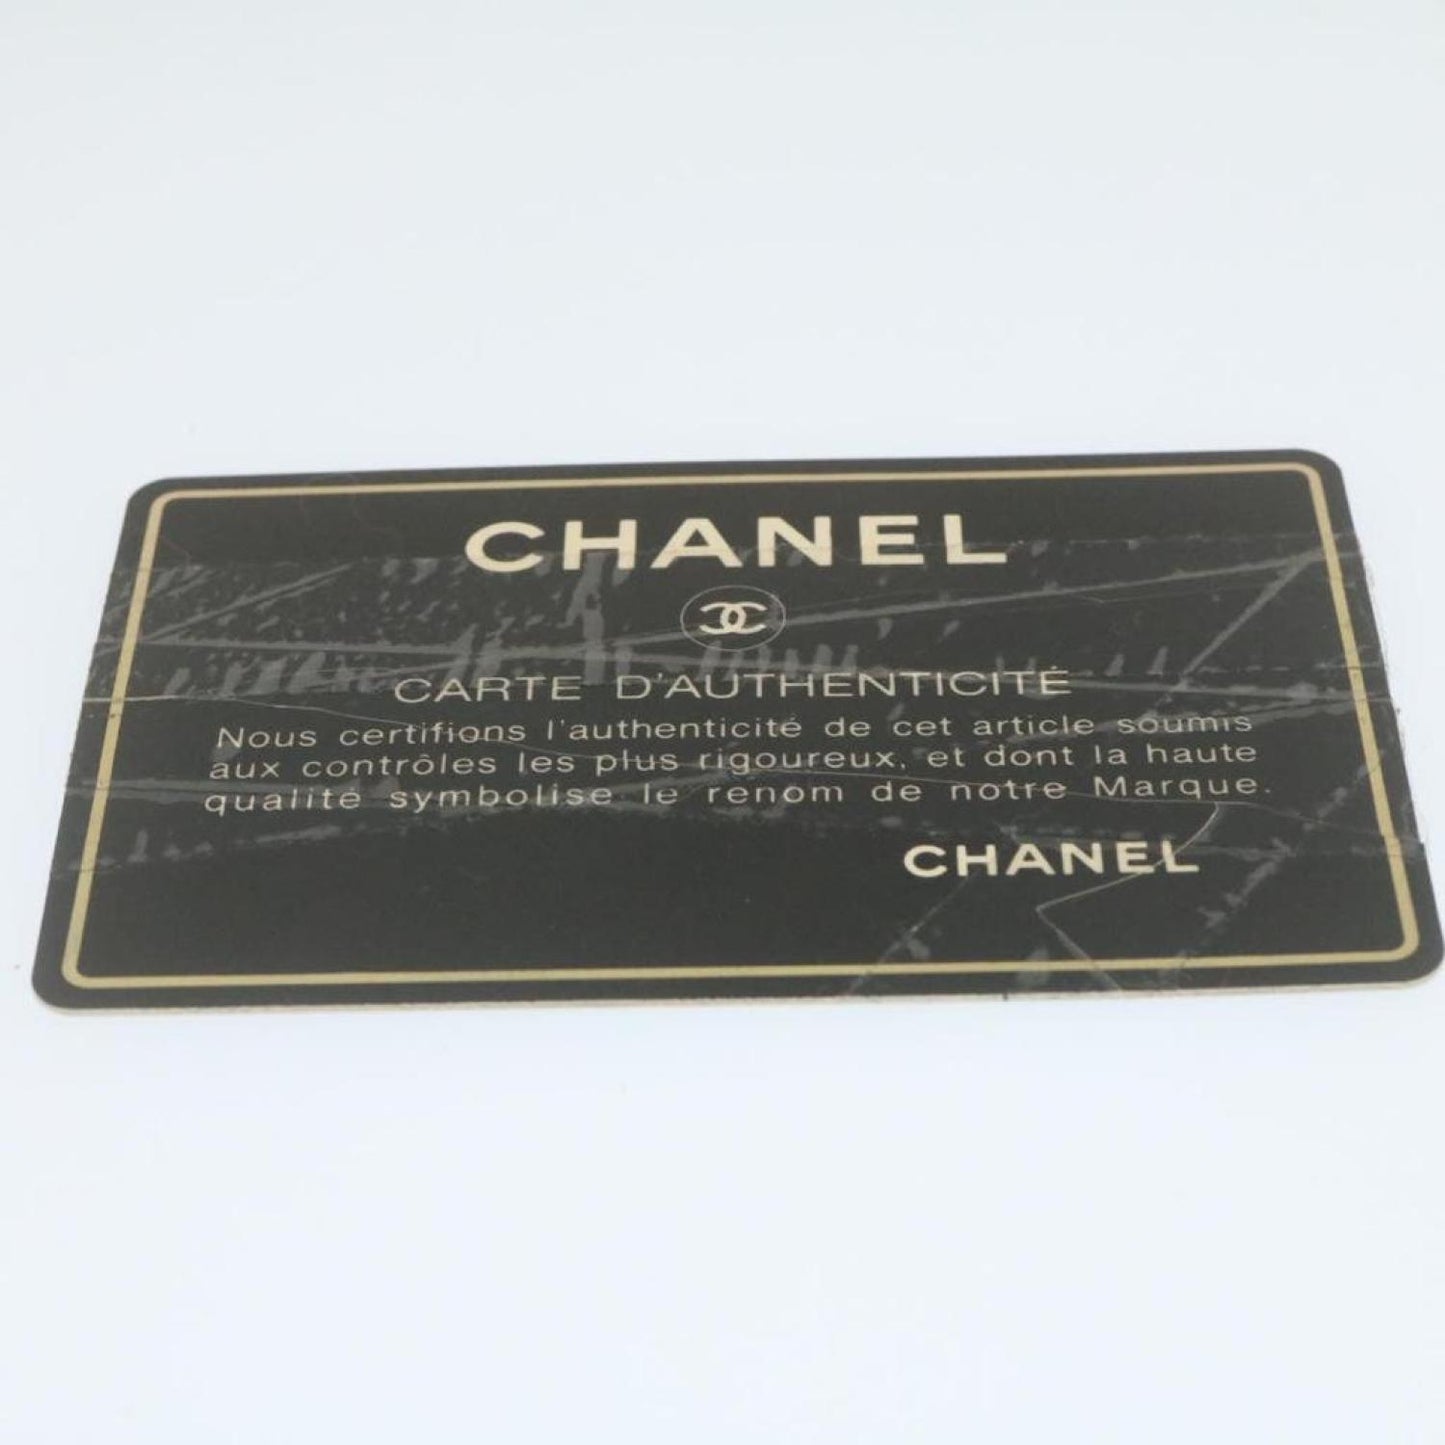 CHANEL
CARTE D'AUTHENTICITÉ
Nous certifions l'authenticité de cet article soumis
aux contrôles les plus rigoureux, et dont la haute
qualité symbolise le renom de notre Marque.
CHANEL